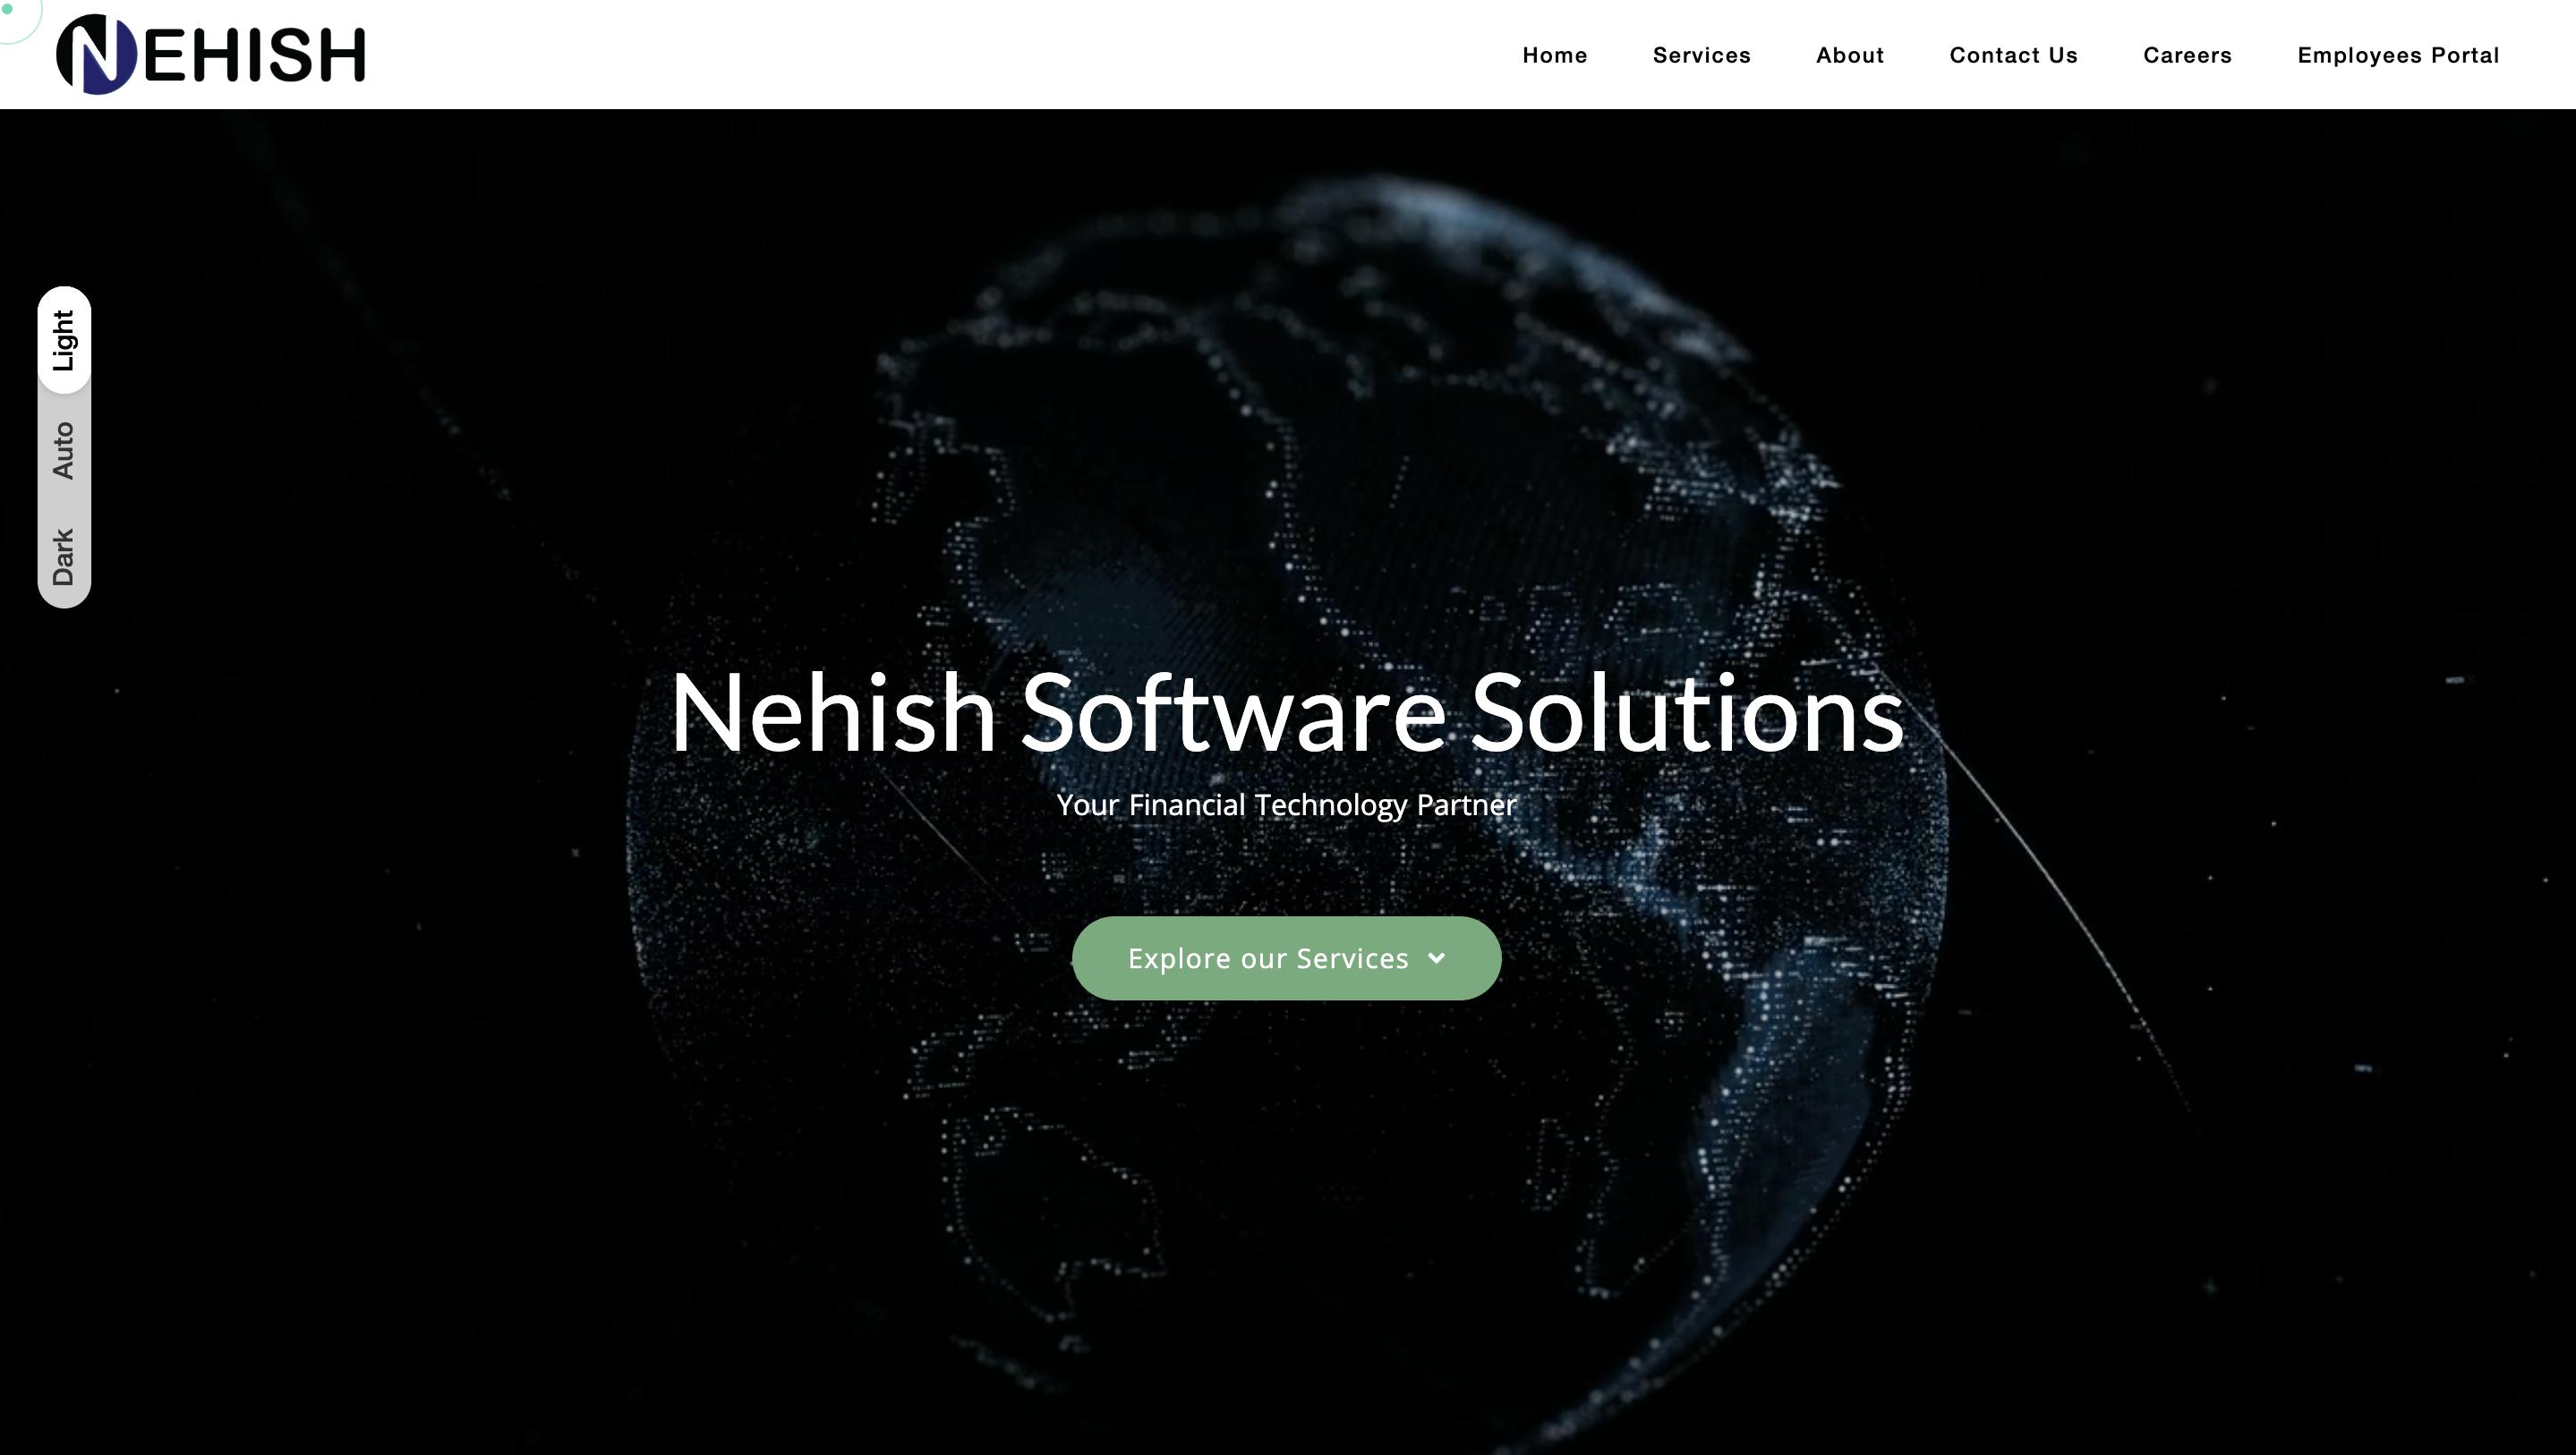 NEHISH
Home Services About Contact Us Careers Employees Portal
Light
Auto
Dark
Nehish Software Solutions
Your Financial Technology Partner
Explore our Services